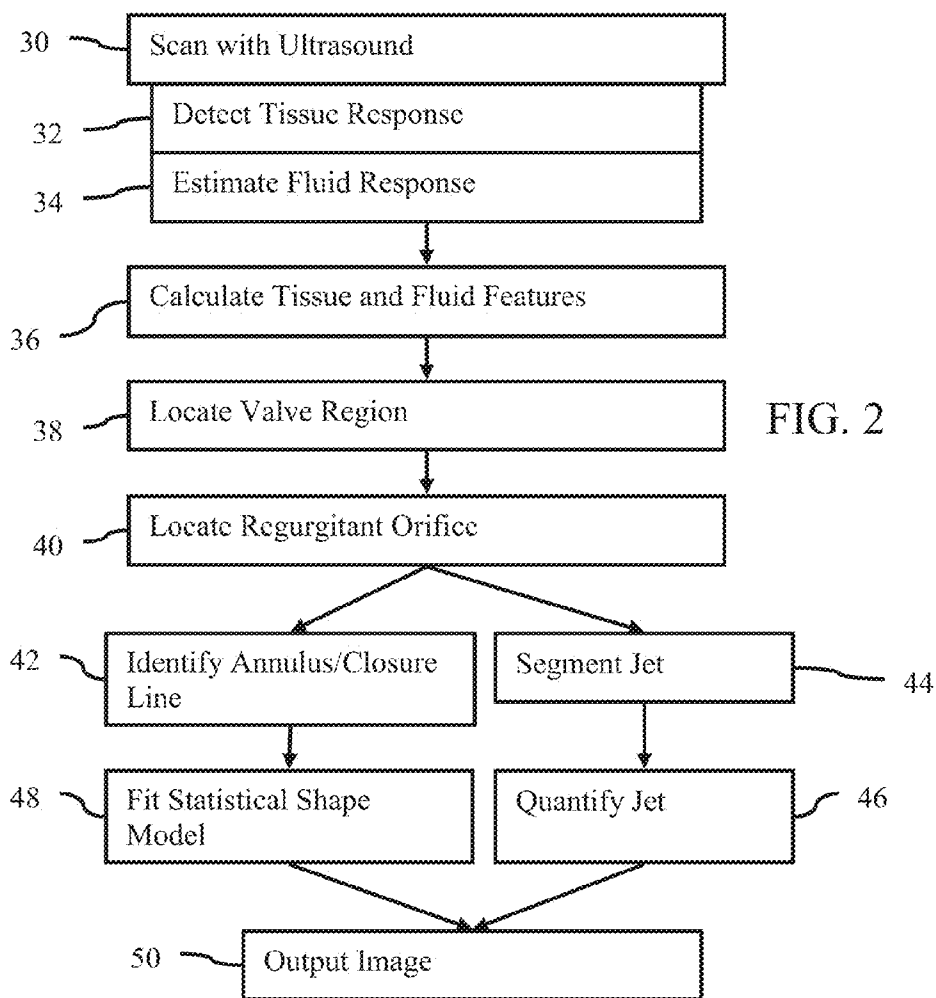 30
Scan with Ultrasound
32
Detect Tissue Response
34
Estimate Fluid Response
36
Calculate Tissue and Fluid Features
38
Locate Valve Region
FIG. 2
40
Locate Regurgitant Orifice
42
Identify Annulus/Closure
Line
Segment Jet
44
48
Fit Statistical Shape
Model
Quantify Jet
46
50
Output Image